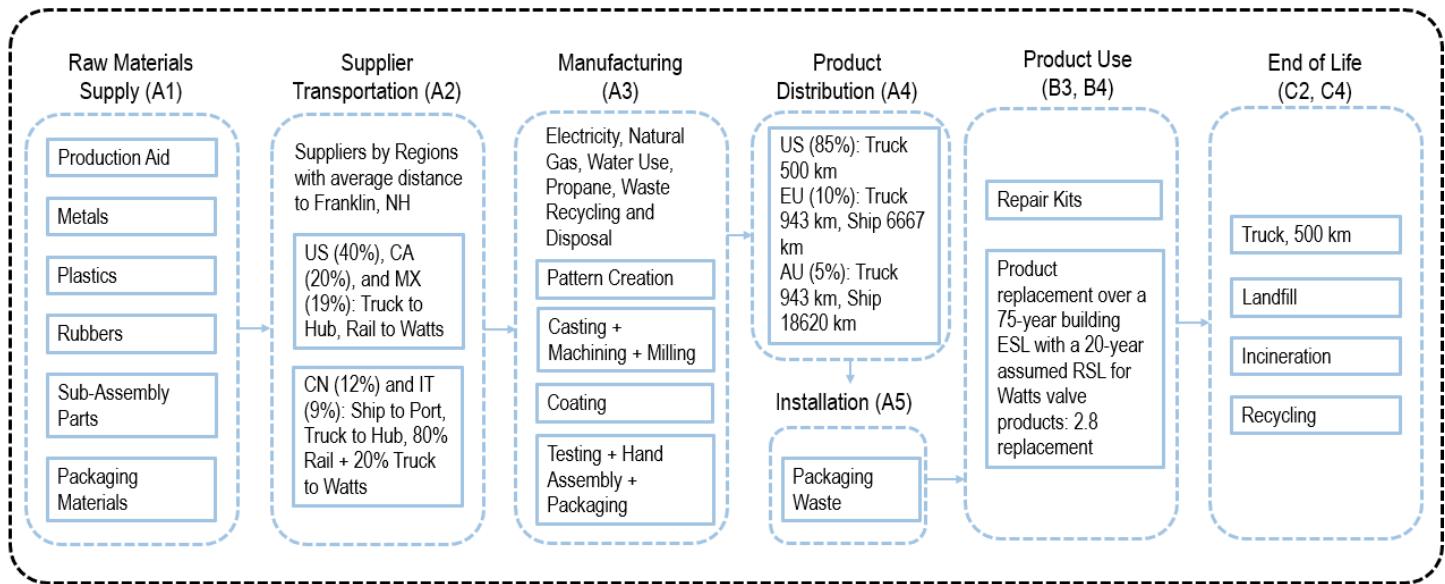 Raw Materials
Supply (A1)
Production Aid
Metals
Plastics
Rubbers
Sub-Assembly
Parts
Packaging
Materials
Supplier
Transportation (A2)
Suppliers by Regions
with average distance
to Franklin, NH
US (40%), CA
(20%), and MX
(19%): Truck to
Hub, Rail to Watts
CN (12%) and IT
(9%): Ship to Port,
Truck to Hub, 80%
Rail + 20% Truck
to Watts
Manufacturing
(A3)
Electricity, Natural
Gas, Water Use,
Propane, Waste
Recycling and
Disposal
Pattern Creation
Casting +
Machining + Milling
Coating
Testing + Hand
Assembly +
Packaging
Product
Distribution (A4)
US (85%): Truck
500 km
EU (10%): Truck
943 km, Ship 6667
km
AU (5%): Truck
943 km, Ship
18620 km
Installation (A5)
Packaging
Waste
Product Use
(B3, B4)
Repair Kits
Product
replacement over a
75-year building
ESL with a 20-year
assumed RSL for
Watts valve
products: 2.8
replacement
End of Life
(C2, C4)
Truck, 500 km
Landfill
Incineration
Recycling